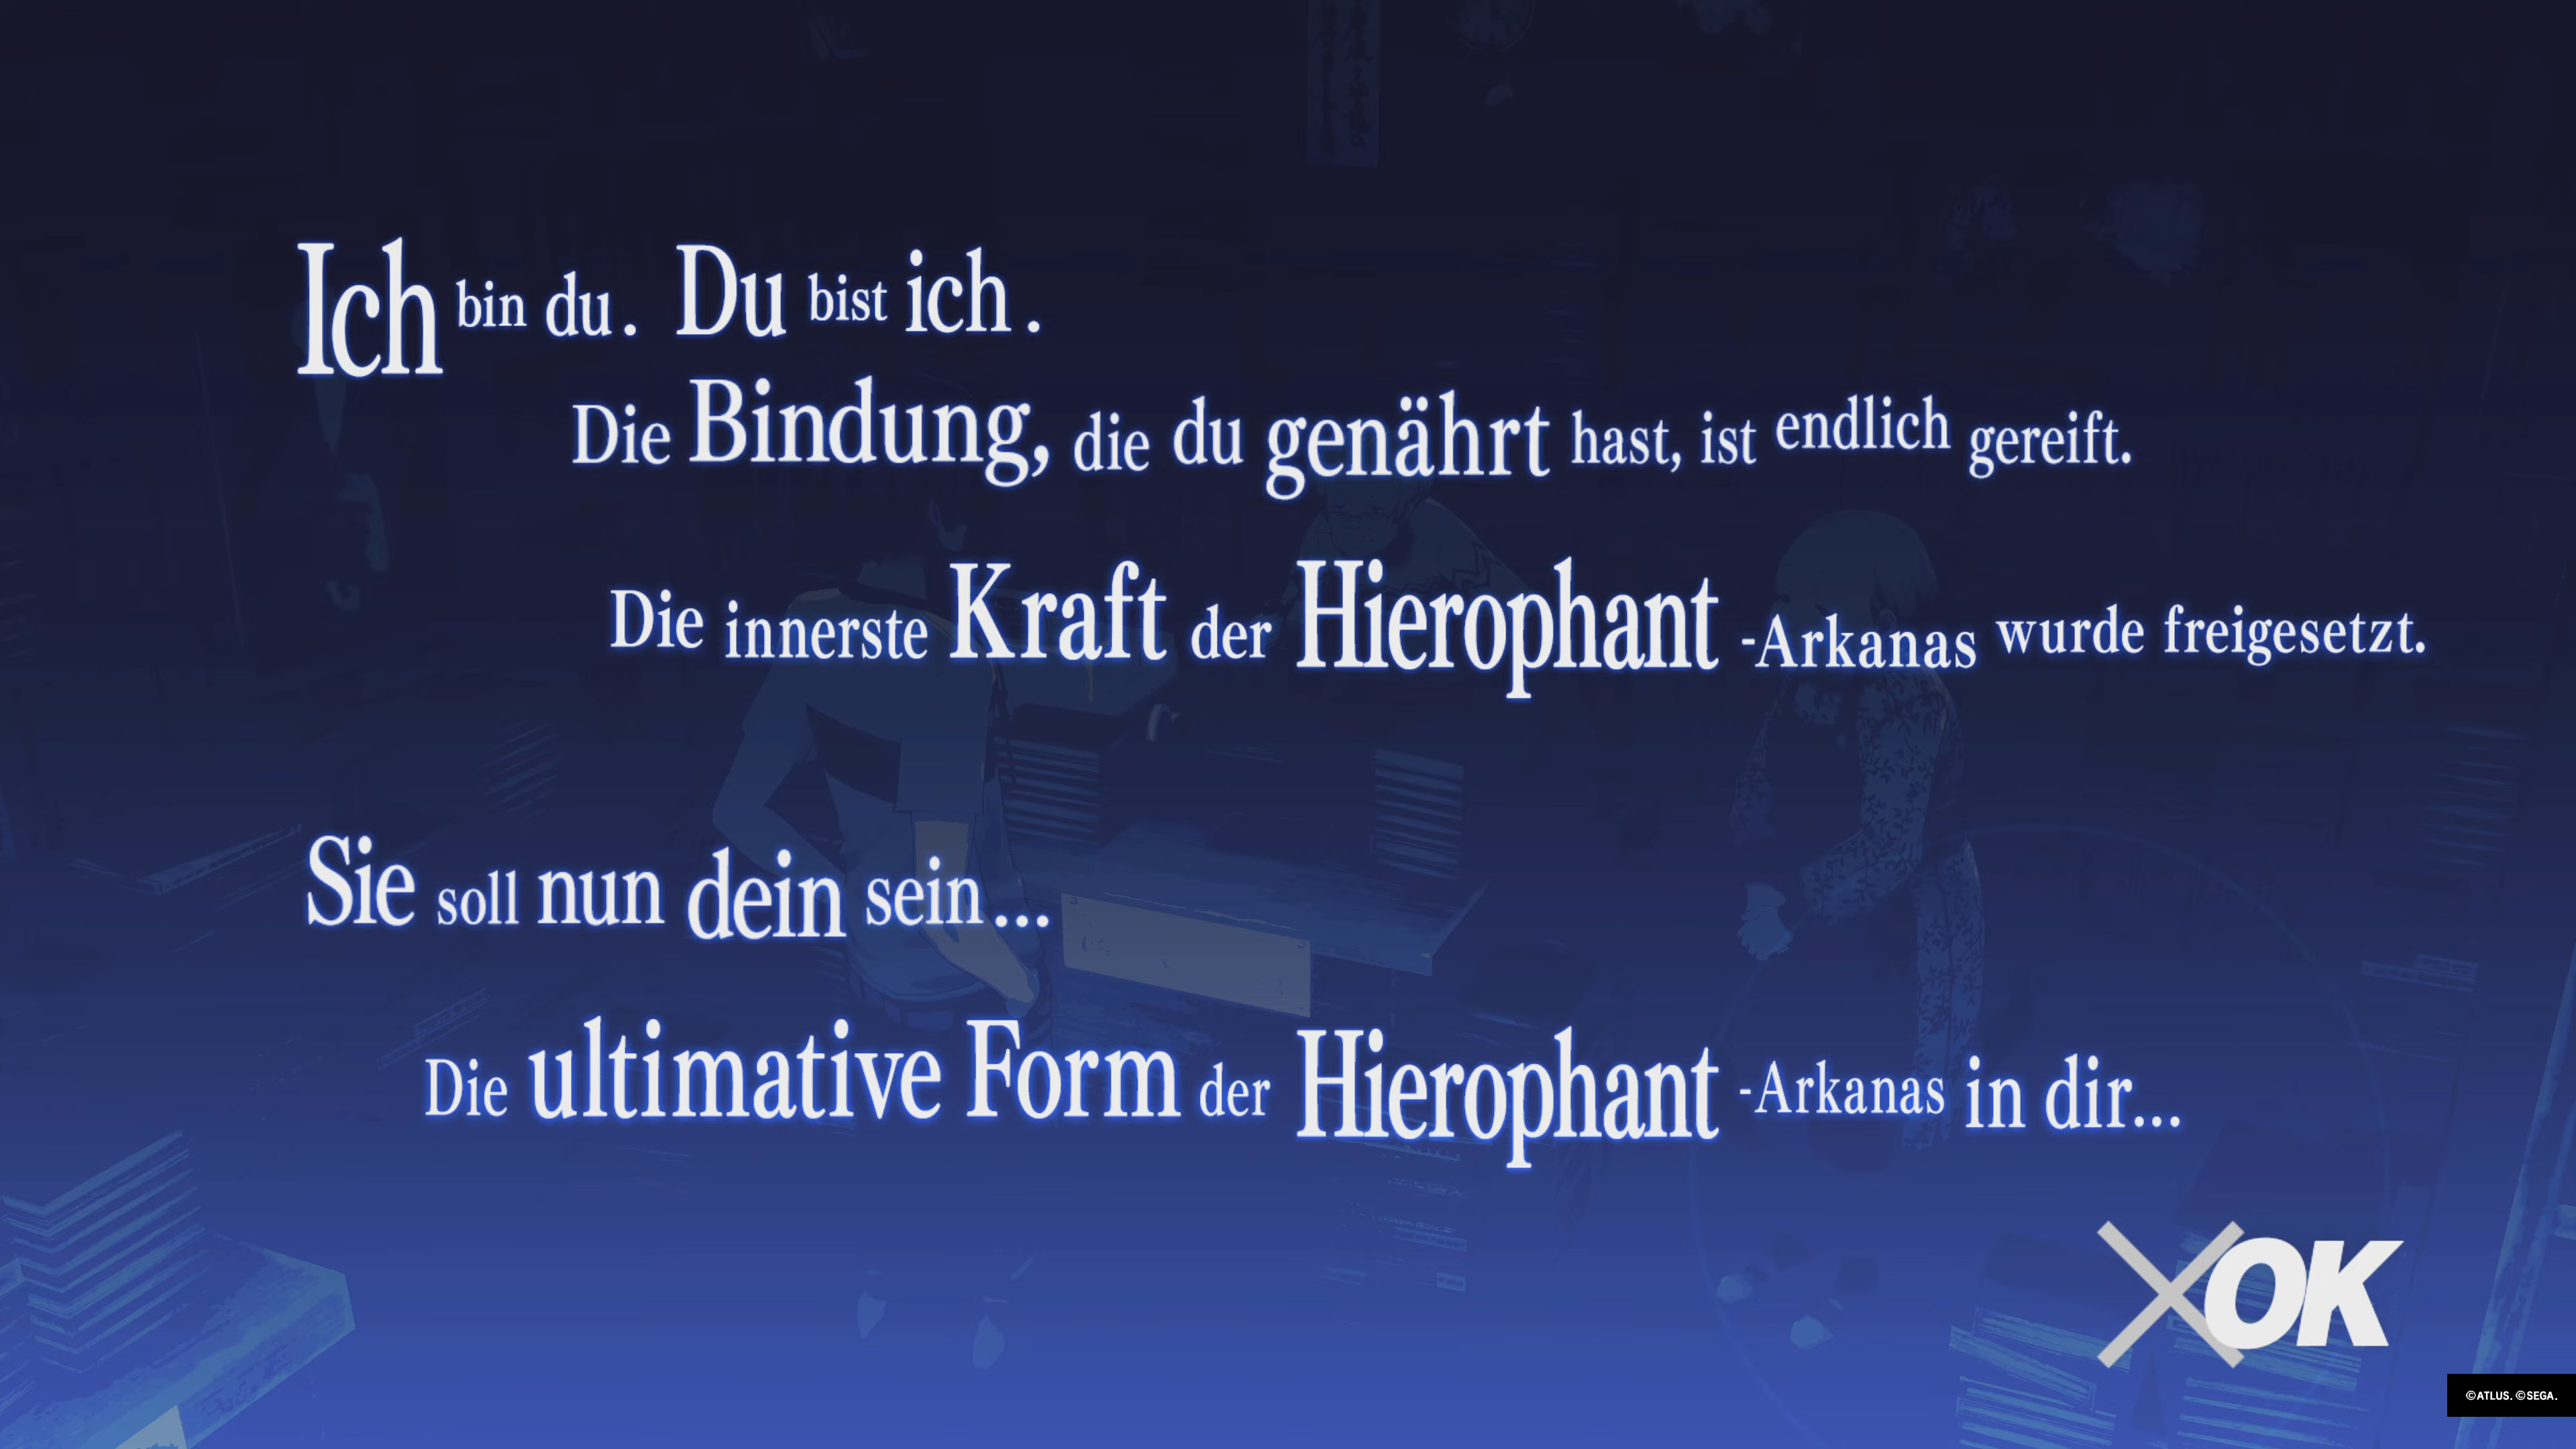 Ich bin du. Du bist ich.
Die Bindung, die du genährt hast, ist endlich gereift.
Die innerste Kraft der Hierophant-Arkanas wurde freigesetzt.
Sie soll nun dein sein...
Die ultimative Form der Hierophant-Arkanas in dir...
OK
©ATLUS. ©SEGA.